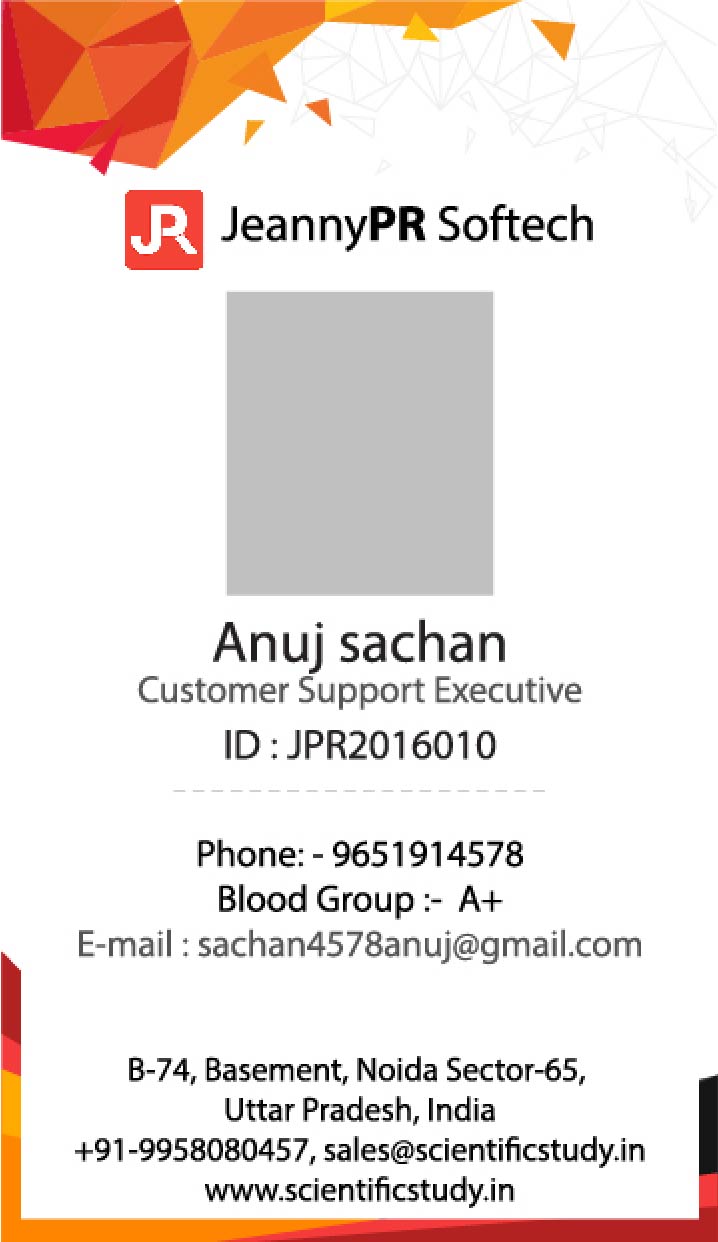 JR JeannyPR Softech
Anuj sachan
Customer Support Executive
ID : JPR2016010
Phone: - 9651914578
Blood Group :-  A+
E-mail : sachan4578anuj@gmail.com
B-74, Basement, Noida Sector-65,
Uttar Pradesh, India
+91-9958080457, sales@scientificstudy.in
www.scientificstudy.in